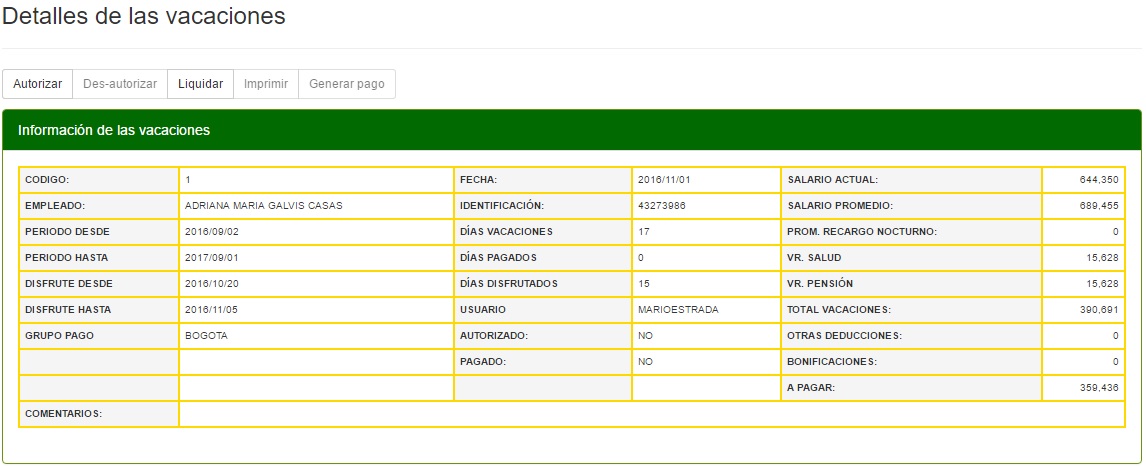 Detalles de las vacaciones
Autorizar Des-autorizar Liquidar Imprimir Generar pago
Información de las vacaciones
CODIGO: 1 FECHA: 2016/11/01 SALARIO ACTUAL: 644,350
EMPLEADO: ADRIANA MARIA GALVIS CASAS IDENTIFICACIÓN: 43273986 SALARIO PROMEDIO: 689,455
PERIODO DESDE 2016/09/02 DÍAS VACACIONES 17 PROM. RECARGO NOCTURNO: 0
PERIODO HASTA 2017/09/01 DÍAS PAGADOS 0 VR. SALUD 15,628
DISFRUTE DESDE 2016/10/20 DÍAS DISFRUTADOS 15 VR. PENSIÓN 15,628
DISFRUTE HASTA 2016/11/05 USUARIO MARIOESTRADA TOTAL VACACIONES: 390,691
GRUPO PAGO BOGOTA AUTORIZADO: NO OTRAS DEDUCCIONES: 0
PAGADO: NO BONIFICACIONES: 0
A PAGAR: 359,436
COMENTARIOS: